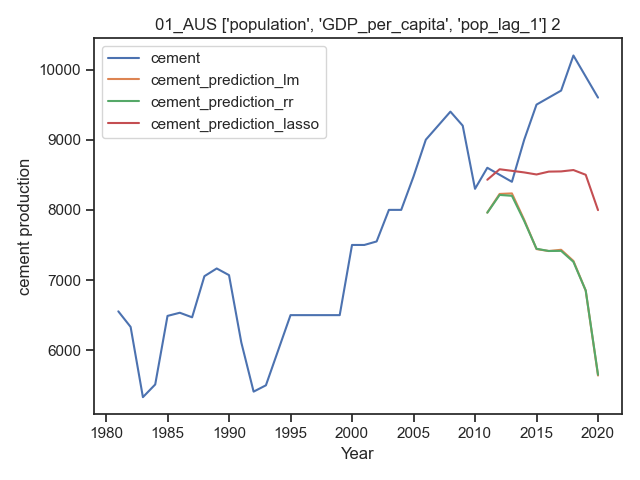 01_AUS ['population', 'GDP_per_capita', 'pop_lag_1'] 2
cement
cement_prediction_lm
cement_prediction_rr
cement_prediction_lasso
cement production
10000
9000
8000
7000
6000
1980
1985
1990
1995
2000
2005
2010
2015
2020
Year